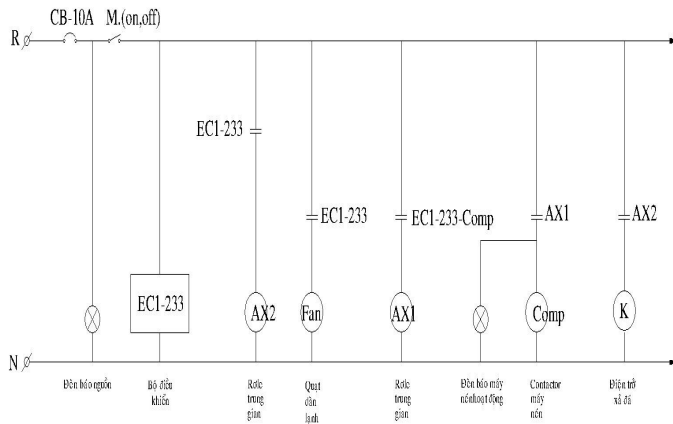 CB-10A M.(on,off)
R
EC1-233
EC1-233
EC1-233-Comp
AX1
AX2
EC1-233
AX2
Fan
AX1
Comp
K
N
Đèn báo nguồn
Bộ điều
khiển
Rơle
trung
gian
Quạt
dàn
lạnh
Rơle
trung
gian
Đèn báo máy
nénhoạt động
Contactor
máy
nén
Điện trở
xả đá